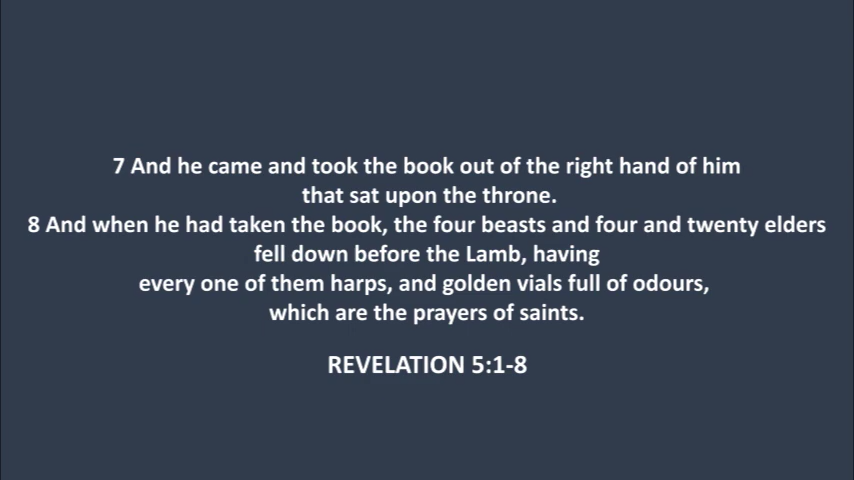 7 And he came and took the book out of the right hand of him
that sat upon the throne.
8 And when he had taken the book, the four beasts and four and twenty elders
fell down before the Lamb, having
every one of them harps, and golden vials full of odours,
which are the prayers of saints.
REVELATION 5:1-8